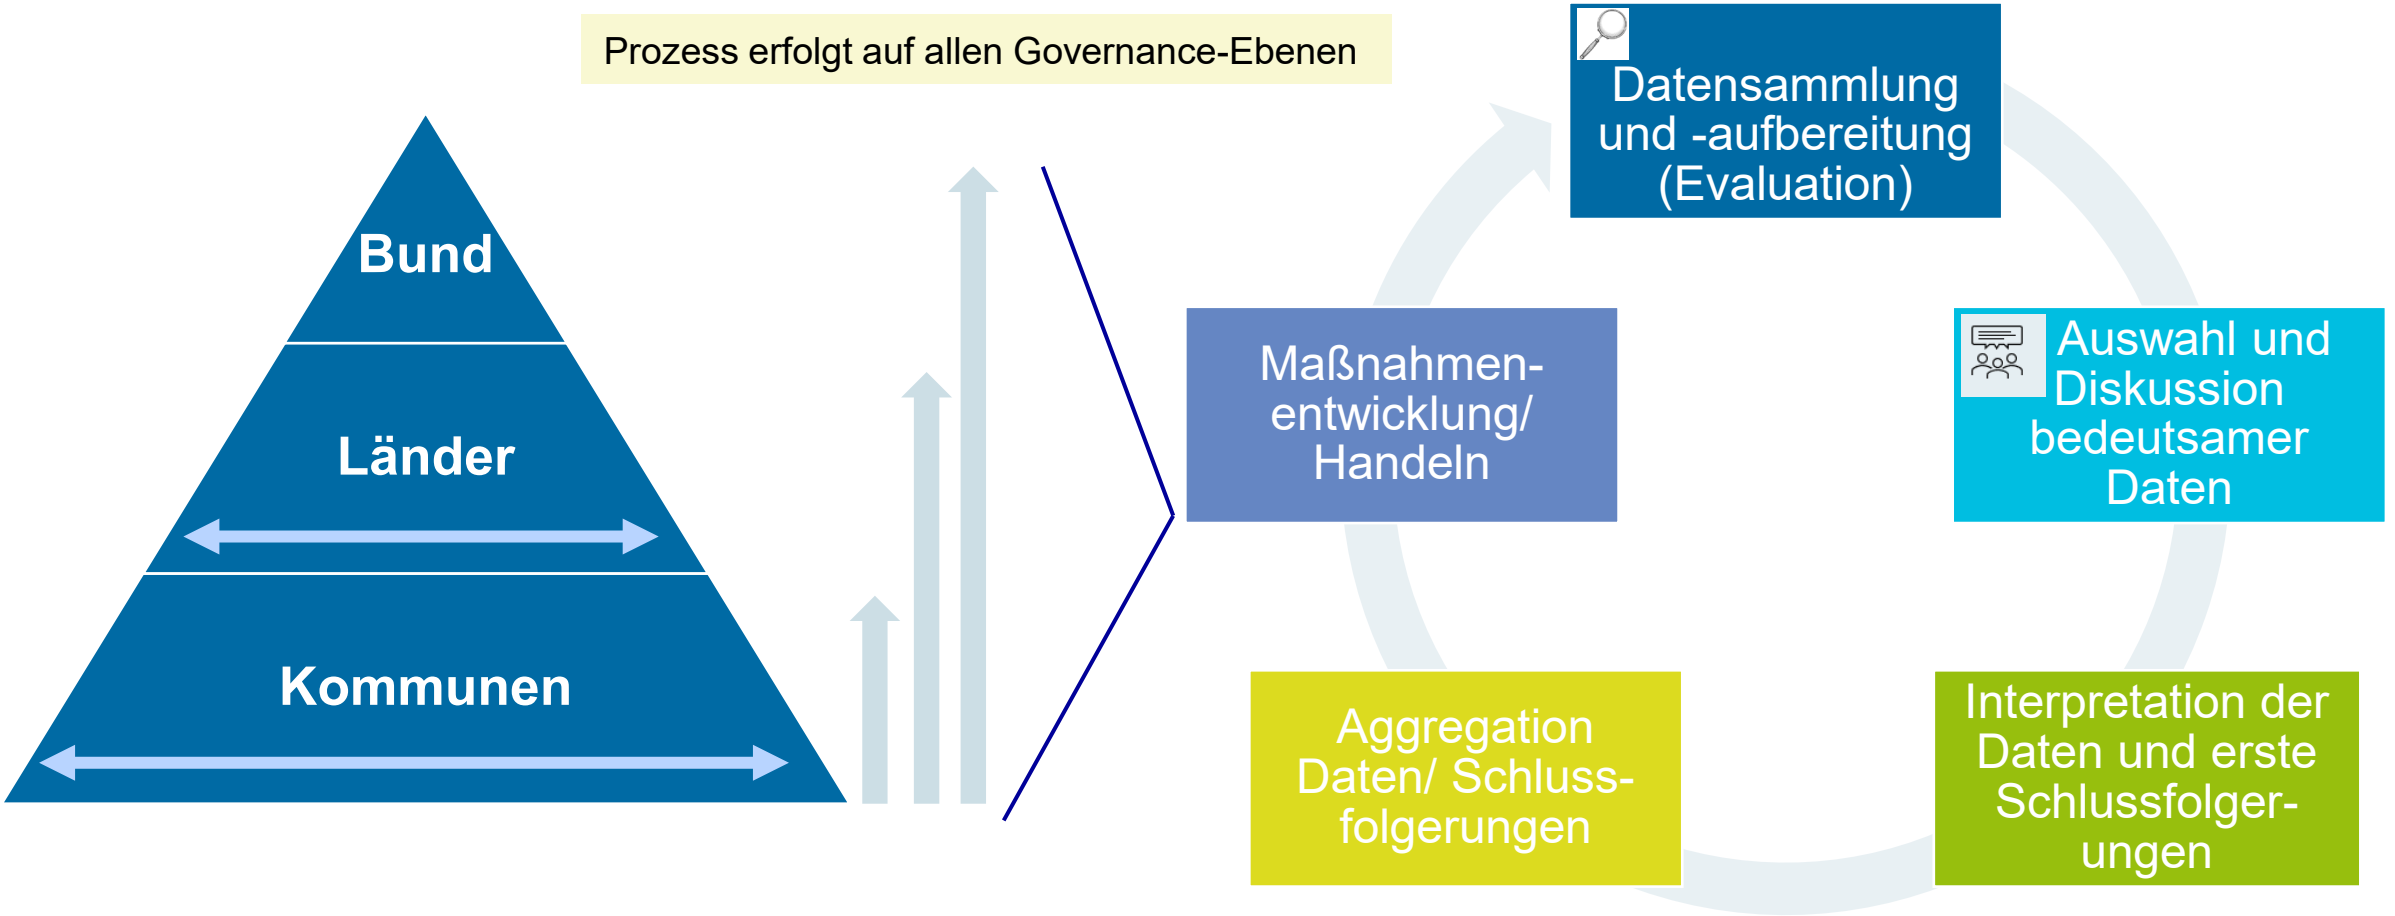 Prozess erfolgt auf allen Governance-Ebenen
Bund
Länder
Kommunen
Datensammlung
und -aufbereitung
(Evaluation)
Auswahl und
Diskussion
bedeutsamer
Daten
Interpretation der
Daten und erste
Schlussfolger-
ungen
Aggregation
Daten/ Schluss-
folgerungen
Maßnahmen-
entwicklung/
Handeln